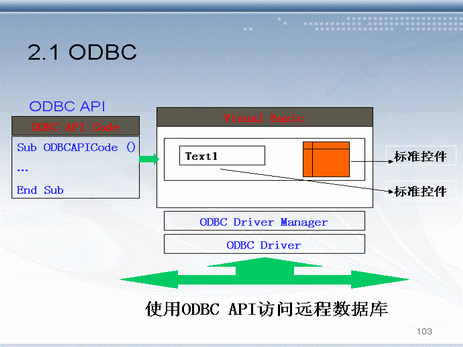 2.1 ODBC
ODBC API
ODBC API Code
Sub ODBCAPICode ()
...
End Sub
Visual Basic
Text1
标准控件
标准控件
ODBC Driver Manager
ODBC Driver
使用ODBC API访问远程数据库
103